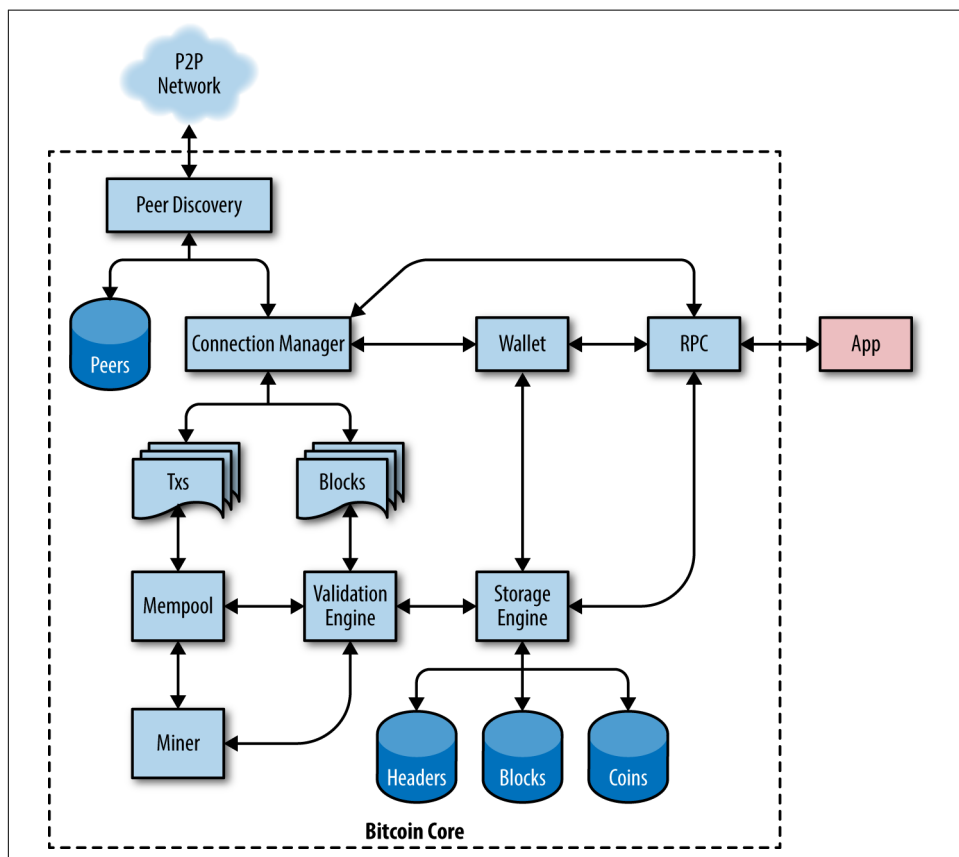 P2P
Network
Peer Discovery
Peers
Connection Manager
Wallet
RPC
App
Txs
Blocks
Mempool
Validation
Engine
Storage
Engine
Miner
Headers
Blocks
Coins
Bitcoin Core